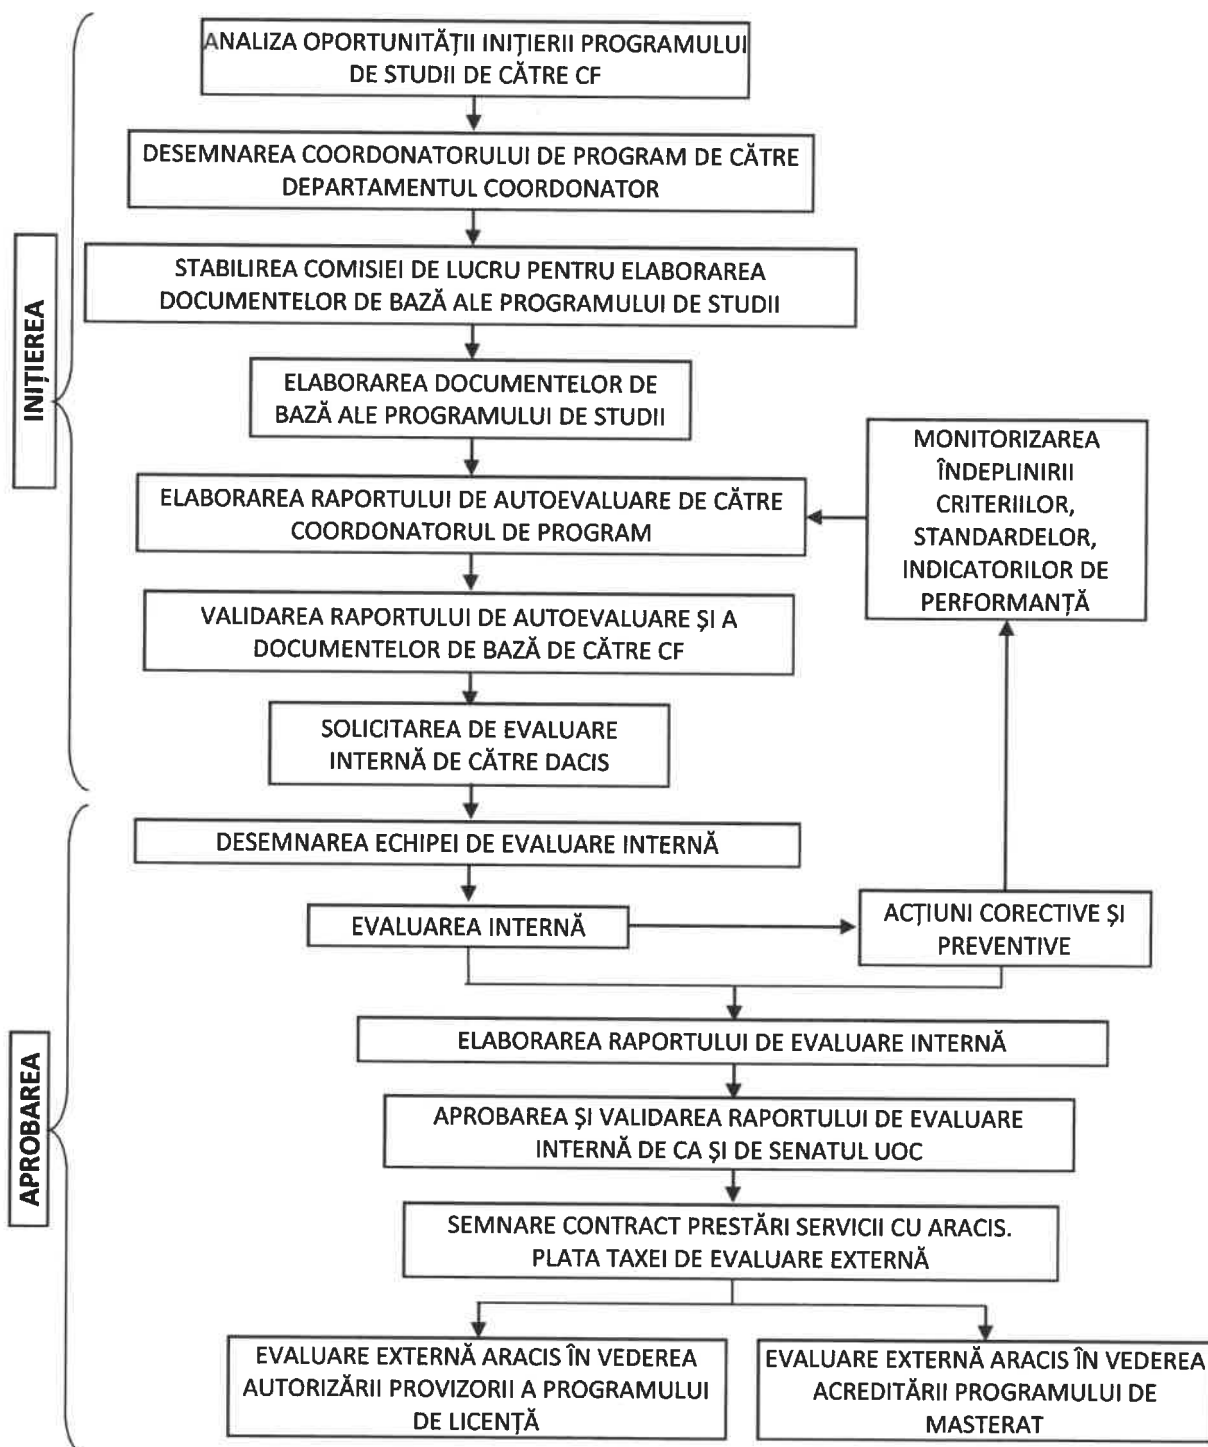 ANALIZA OPORTUNITĂȚII INIȚIERII PROGRAMULUI
DE STUDII DE CĂTRE CF
DESEMNAREA COORDONATORULUI DE PROGRAM DE CĂTRE
DEPARTAMENTUL COORDONATOR
STABILIREA COMISIEI DE LUCRU PENTRU ELABORAREA
DOCUMENTELOR DE BAZĂ ALE PROGRAMULUI DE STUDII
INIȚIEREA
ELABORAREA DOCUMENTELOR DE
BAZĂ ALE PROGRAMULUI DE STUDII
MONITORIZAREA
ÎNDEPLINIRII
CRITERIILOR,
STANDARDELOR,
INDICATORILOR DE
PERFORMANȚĂ
ELABORAREA RAPORTULUI DE AUTOEVALUARE DE CĂTRE
COORDONATORUL DE PROGRAM
VALIDAREA RAPORTULUI DE AUTOEVALUARE ȘI A
DOCUMENTELOR DE BAZĂ DE CĂTRE CF
SOLICITAREA DE EVALUARE
INTERNĂ DE CĂTRE DACIS
DESEMNAREA ECHIPEI DE EVALUARE INTERNĂ
EVALUAREA INTERNĂ
ACȚIUNI CORECTIVE ȘI
PREVENTIVE
ELABORAREA RAPORTULUI DE EVALUARE INTERNĂ
APROBAREA
APROBAREA ȘI VALIDAREA RAPORTULUI DE EVALUARE
INTERNĂ DE CA ȘI DE SENATUL UOC
SEMNARE CONTRACT PRESTĂRI SERVICII CU ARACIS.
PLATA TAXEI DE EVALUARE EXTERNĂ
EVALUARE EXTERNĂ ARACIS ÎN VEDEREA
AUTORIZĂRII PROVIZORII A PROGRAMULUI
DE LICENȚĂ
EVALUARE EXTERNĂ ARACIS ÎN VEDEREA
ACREDITĂRII PROGRAMULUI DE
MASTERAT